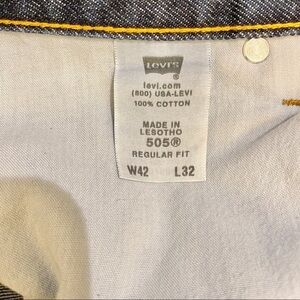 Levi's
®
levi.com
(800) USA-LEVI
100% COTTON
MADE IN
LESOTHO
505®
REGULAR FIT
W42 L32